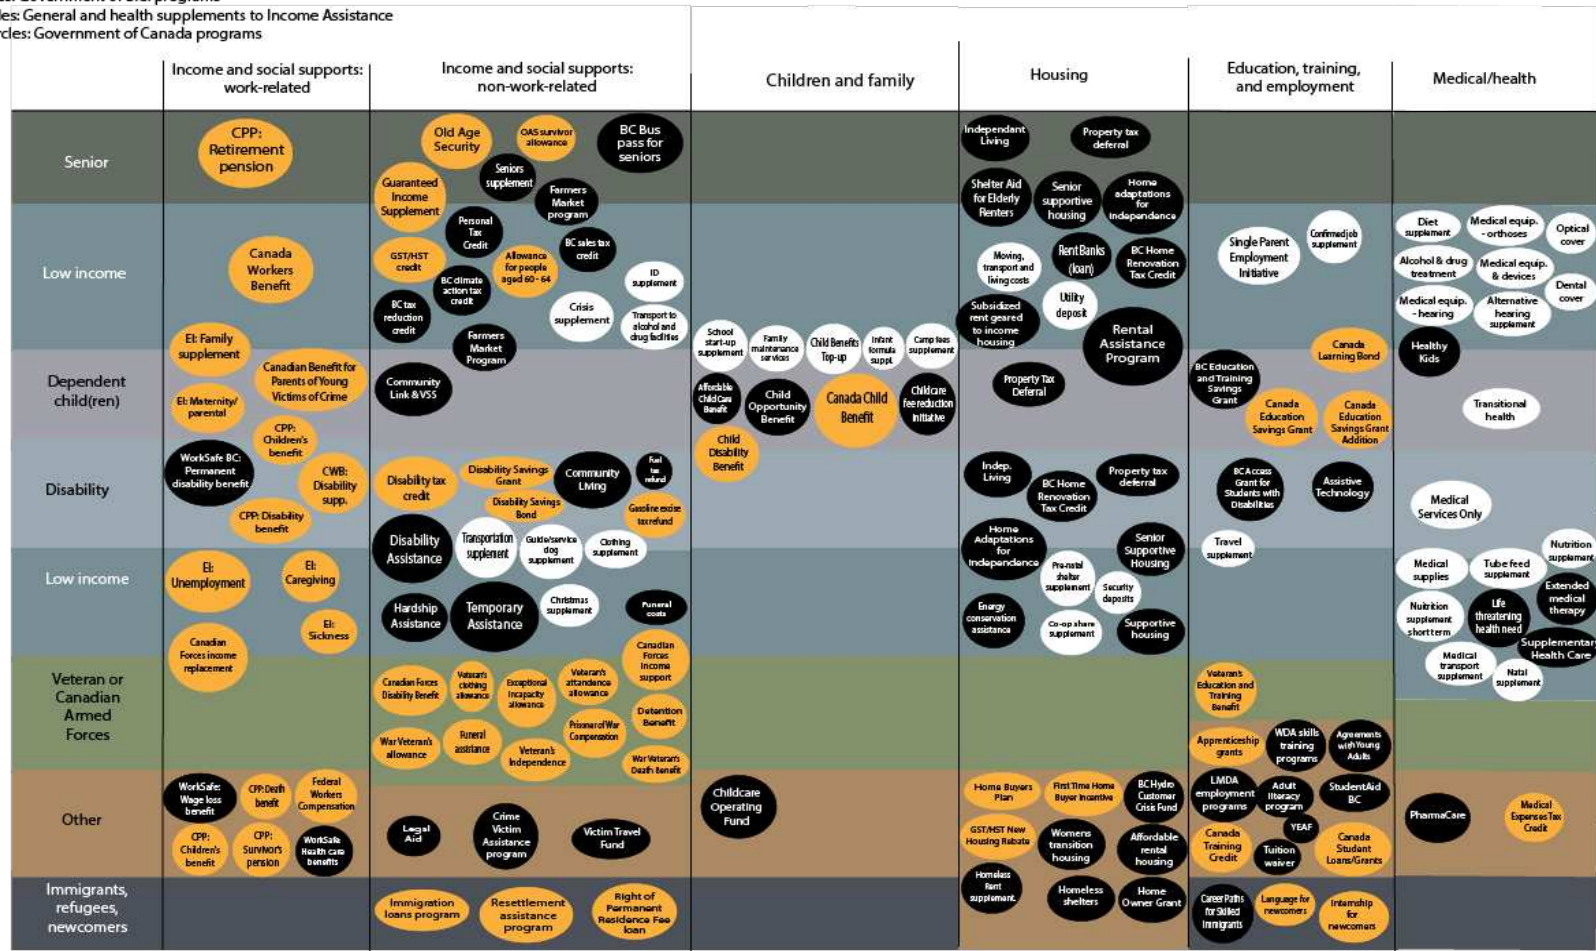 les: General and health supplements to Income Assistance
rcles: Government of Canada programs
Income and social supports:
work-related
Income and social supports:
non-work-related
Children and family
Housing
Education, training,
and employment
Medical/health
Senior
CPP:
Retirement
pension
Old Age
Security
OAS survivor
allowance
BC Bus
pass for
seniors
Seniors
supplement
Guaranteed
Income
Supplement
Farmers
Market
program
Independant
Living
Property tax
deferral
Shelter Aid
for Elderly
Renters
Senior
supportive
housing
Home
adaptations
for
Independence
Low income
Canada
Workers
Benefit
Personal
Tax
Credit
BC sales tax
credit
GST/HST
credit
Allowance
for people
aged 60 - 64
BC climate
action tax
credit
ID
supplement
BC tax
reduction
credit
Crisis
supplement
Transport to
alcohol and
drug facilities
Farmers
Market
Program
Moving,
transport and
living costs
Rent Banks
(loan)
BC Home
Renovation
Tax Credit
Utility
deposit
Subsidized
rent geared
to income
housing
Rental
Assistance
Program
Single Parent
Employment
Initiative
Confirmed job
supplement
Diet
supplement
Medical equip.
- orthoses
Optical
cover
Alcohol & drug
treatment
Medical equip.
& devices
Dental
cover
Medical equip.
- hearing
Alternative
hearing
supplement
Healthy
Kids
EI: Family
supplement
School
start-up
supplement
Family
maintenance
services
Child Benefits
Top-up
Infant
formula
suppl.
Camp fees
supplement
Canada
Learning Bond
Dependent
child(ren)
Canadian Benefit for
Parents of Young
Victims of Crime
EI: Maternity/
parental
CPP:
Children's
benefit
Community
Link & VSS
Affordable
Child Care
Benefit
Child
Opportunity
Benefit
Canada Child
Benefit
Childcare
fee reduction
initiative
Child
Disability
Benefit
Property Tax
Deferral
BC Education
and Training
Savings
Grant
Canada
Education
Savings Grant
Canada
Education
Savings Grant
Addition
Transitional
health
Disability
WorkSafe BC:
Permanent
disability benefit
CWB:
Disability
supp.
CPP: Disability
benefit
Disability tax
credit
Disability Savings
Grant
Disability Savings
Bond
Community
Living
Fuel
tax
refund
Gasoline excise
tax refund
Disability
Assistance
Transportation
supplement
Guide/service
dog
supplement
Clothing
supplement
Indep.
Living
BC Home
Renovation
Tax Credit
Property tax
deferral
Home
Adaptations
for
Independence
Senior
Supportive
Housing
BC Access
Grant for
Students with
Disabilities
Assistive
Technology
Travel
supplement
Medical
Services Only
Nutrition
supplement
Low income
EI:
Unemployment
EI:
Caregiving
EI:
Sickness
Canadian
Forces income
replacement
Hardship
Assistance
Temporary
Assistance
Christmas
supplement
Funeral
costs
Canadian
Forces
Income
support
Pre-natal
shelter
supplement
Security
deposits
Energy
conservation
assistance
Co-op share
supplement
Supportive
housing
Medical
supplies
Tube feed
supplement
Extended
medical
therapy
Nuitrition
supplement
short term
Life
threatening
health need
Supplementary
Health Care
Medical
transport
supplement
Natal
supplement
Veteran or
Canadian
Armed
Forces
Canadian Forces
Disability Benefit
Veteran's
clothing
allowance
Exceptional
Incapacity
allowance
Veteran's
attendence
allowance
Detention
Benefit
War Veteran's
allowance
Funeral
assistance
Veteran's
Independence
Prisoner of War
Compensation
War Veteran's
Death Benefit
Veteran's
Education and
Training
Benefit
Apprenticeship
grants
WDA skills
training
programs
Agreements
with Young
Adults
Other
WorkSafe:
Wage loss
benefit
CPP: Death
benefit
Federal
Workers
Compensation
CPP:
Children's
benefit
CPP:
Survivor's
pension
WorkSafe
Health care
benefits
Legal
Aid
Crime
Victim
Assistance
program
Victim Travel
Fund
Childcare
Operating
Fund
Home Buyers
Plan
First Time Home
Buyer Incentive
BC Hydro
Customer
Crisis Fund
GST/HST New
Housing Rebate
Womens
transition
housing
Affordable
rental
housing
LMDA
employment
programs
Adult
literacy
program
StudentAid
BC
YEAF
Canada
Training
Credit
Tuition
waiver
Canada
Student
Loans/Grants
PharmaCare
Medical
Expenses Tax
Credit
Immigrants,
refugees,
newcomers
Immigration
loans program
Resettlement
assistance
program
Right of
Permanent
Residence Fee
loan
Homeless
Rent
supplement.
Homeless
shelters
Home
Owner Grant
Career Paths
for Skilled
Immigrants
Language for
newcomers
Internship
for
newcomers